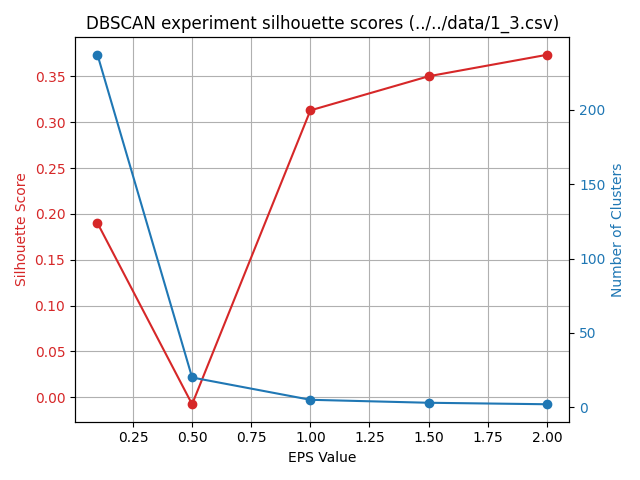 DBSCAN experiment silhouette scores (../../data/1_3.csv)
Silhouette Score
0.35
0.30
0.25
0.20
0.15
0.10
0.05
0.00
200
150
100
50
0
Number of Clusters
0.25 0.50 0.75 1.00 1.25 1.50 1.75 2.00
EPS Value